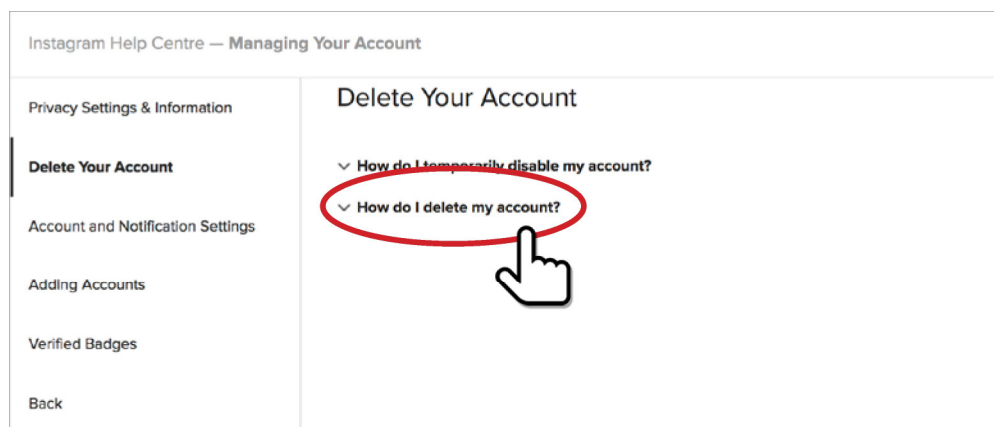 Instagram Help Centre — Managing Your Account
Privacy Settings & Information
Delete Your Account
Account and Notification Settings
Adding Accounts
Verified Badges
Back
Delete Your Account
How do I temporarily disable my account?
How do I delete my account?